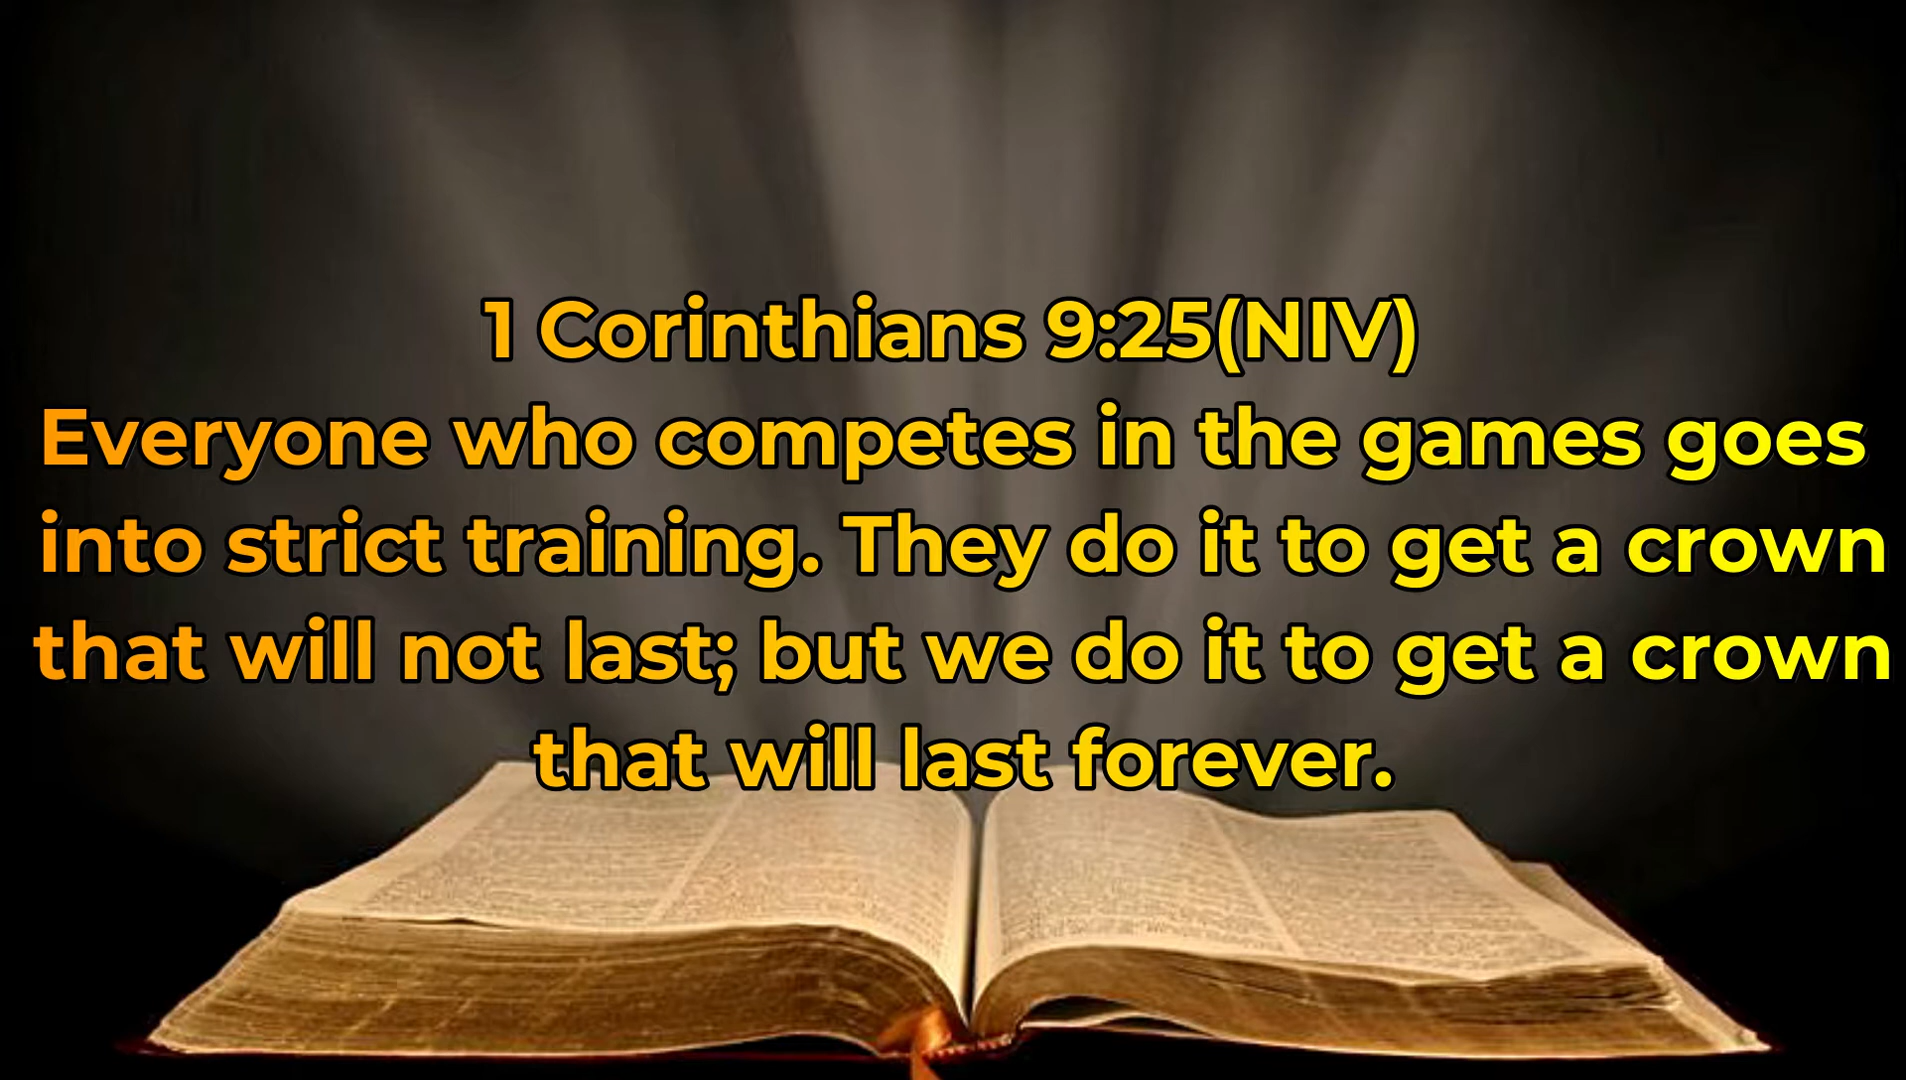 1 Corinthians 9:25(NIV)
Everyone who competes in the games goes
into strict training. They do it to get a crown
that will not last; but we do it to get a crown
that will last forever.